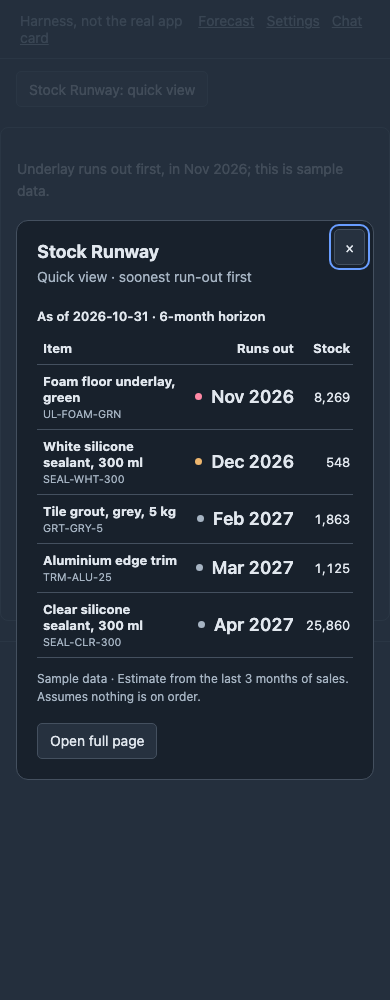 Harness, not the real app Forecast Settings Chat
card
Stock Runway: quick view
Underlay runs out first, in Nov 2026; this is sample
data.
Stock Runway
×
Quick view · soonest run-out first
As of 2026-10-31 · 6-month horizon
Item Runs out Stock
Foam floor underlay,
green
UL-FOAM-GRN
Nov 2026 8,269
White silicone
sealant, 300 ml
SEAL-WHT-300
Dec 2026 548
Tile grout, grey, 5 kg
GRT-GRY-5
Feb 2027 1,863
Aluminium edge trim
TRM-ALU-25
Mar 2027 1,125
Clear silicone
sealant, 300 ml
SEAL-CLR-300
Apr 2027 25,860
Sample data · Estimate from the last 3 months of sales.
Assumes nothing is on order.
Open full page